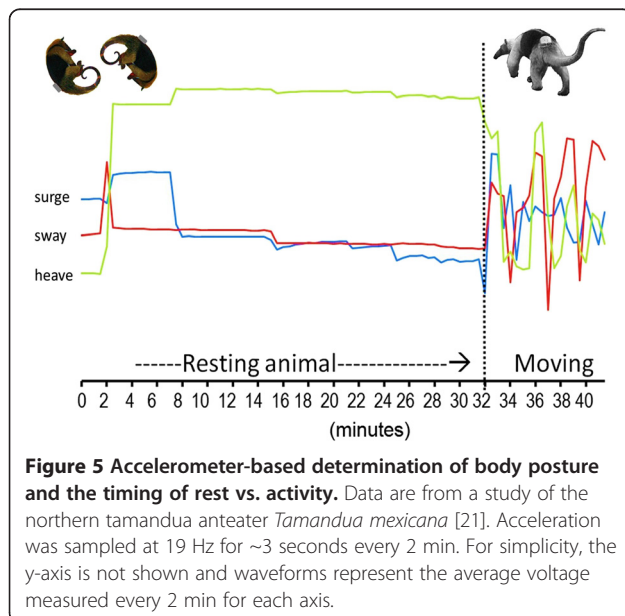 surge
sway
heave
------Resting animal------------→
Moving
0 2 4 6 8 10 12 14 16 18 20 22 24 26 28 30 32 34 36 38 40
(minutes)
Figure 5 Accelerometer-based determination of body posture
and the timing of rest vs. activity. Data are from a study of the
northern tamandua anteater Tamandua mexicana [21]. Acceleration
was sampled at 19 Hz for ~3 seconds every 2 min. For simplicity, the
y-axis is not shown and waveforms represent the average voltage
measured every 2 min for each axis.